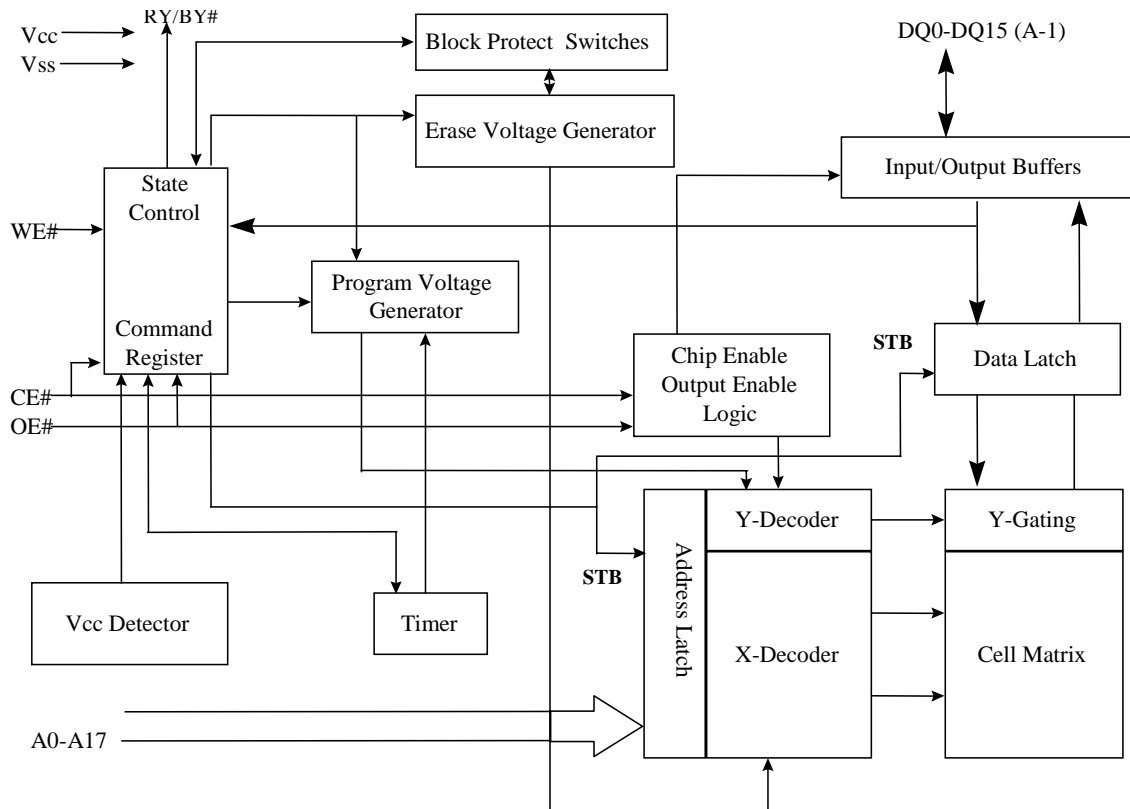 RY/BY#
Vcc
Vss
Block Protect Switches
DQ0-DQ15 (A-1)
Erase Voltage Generator
Input/Output Buffers
State
Control
WE#
Program Voltage
Generator
Command
Register
STB
Chip Enable
Output Enable
Logic
Data Latch
CE#
OE#
Y-Decoder
Y-Gating
Address Latch
STB
Vcc Detector
Timer
X-Decoder
Cell Matrix
A0-A17